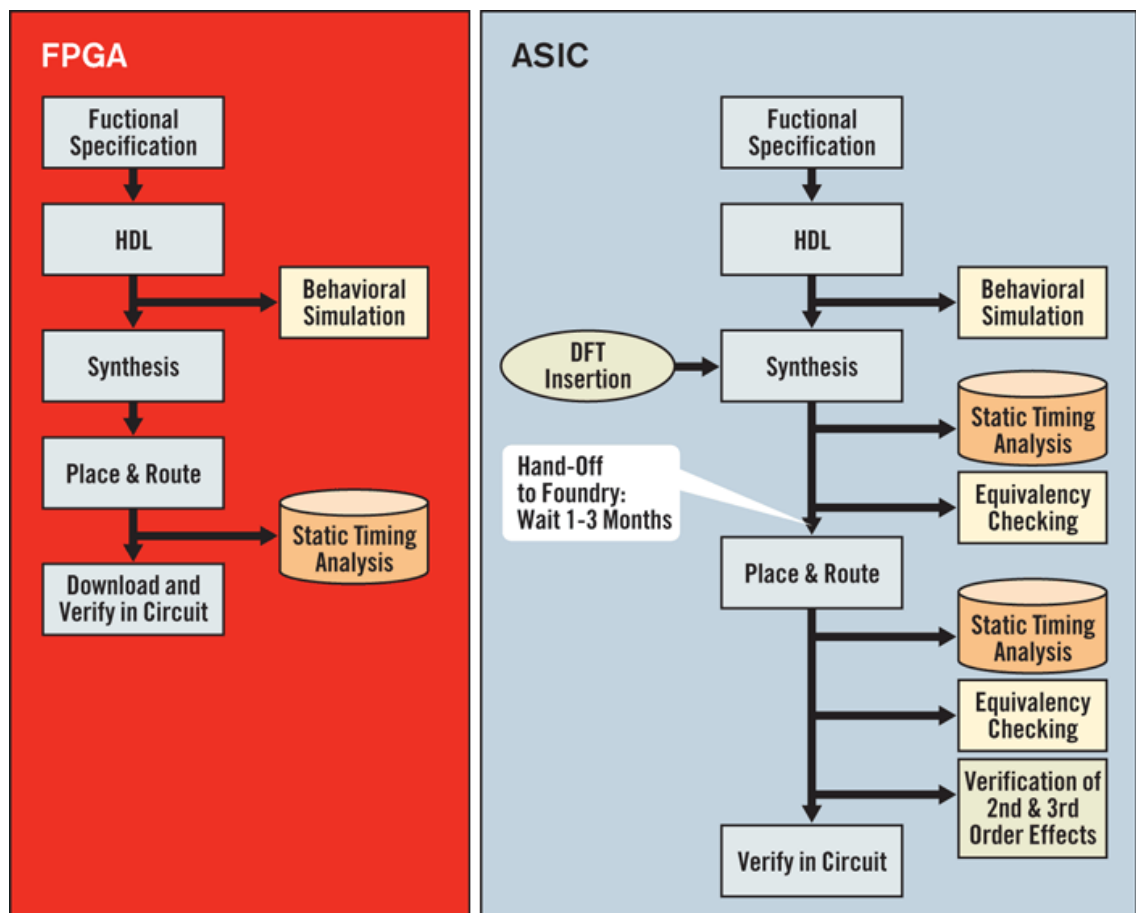 FPGA
Fuctional
Specification
HDL
Behavioral
Simulation
Synthesis
Place & Route
Static Timing
Analysis
Download and
Verify in Circuit
ASIC
Fuctional
Specification
HDL
Behavioral
Simulation
DFT
Insertion
Synthesis
Static Timing
Analysis
Hand-Off
to Foundry:
Wait 1-3 Months
Equivalency
Checking
Place & Route
Static Timing
Analysis
Equivalency
Checking
Verification of
2nd & 3rd
Order Effects
Verify in Circuit